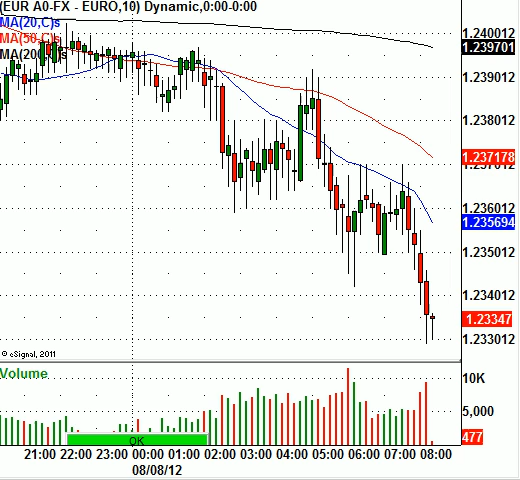 (EUR A0-FX - EURO,10) Dynamic,0:00-0:00
MA(20,C)s
MA(50,C)s
MA(200,C)s
1.240012
1.239701
1.239012
1.238012
1.237178
1.237012
1.236012
1.235694
1.235012
1.234012
1.23347
1.233012
© eSignal, 2011
Volume
10K
5,000
477
OK
21:00 22:00 23:00 00:00 01:00 02:00 03:00 04:00 05:00 06:00 07:00 08:00
08/08/12